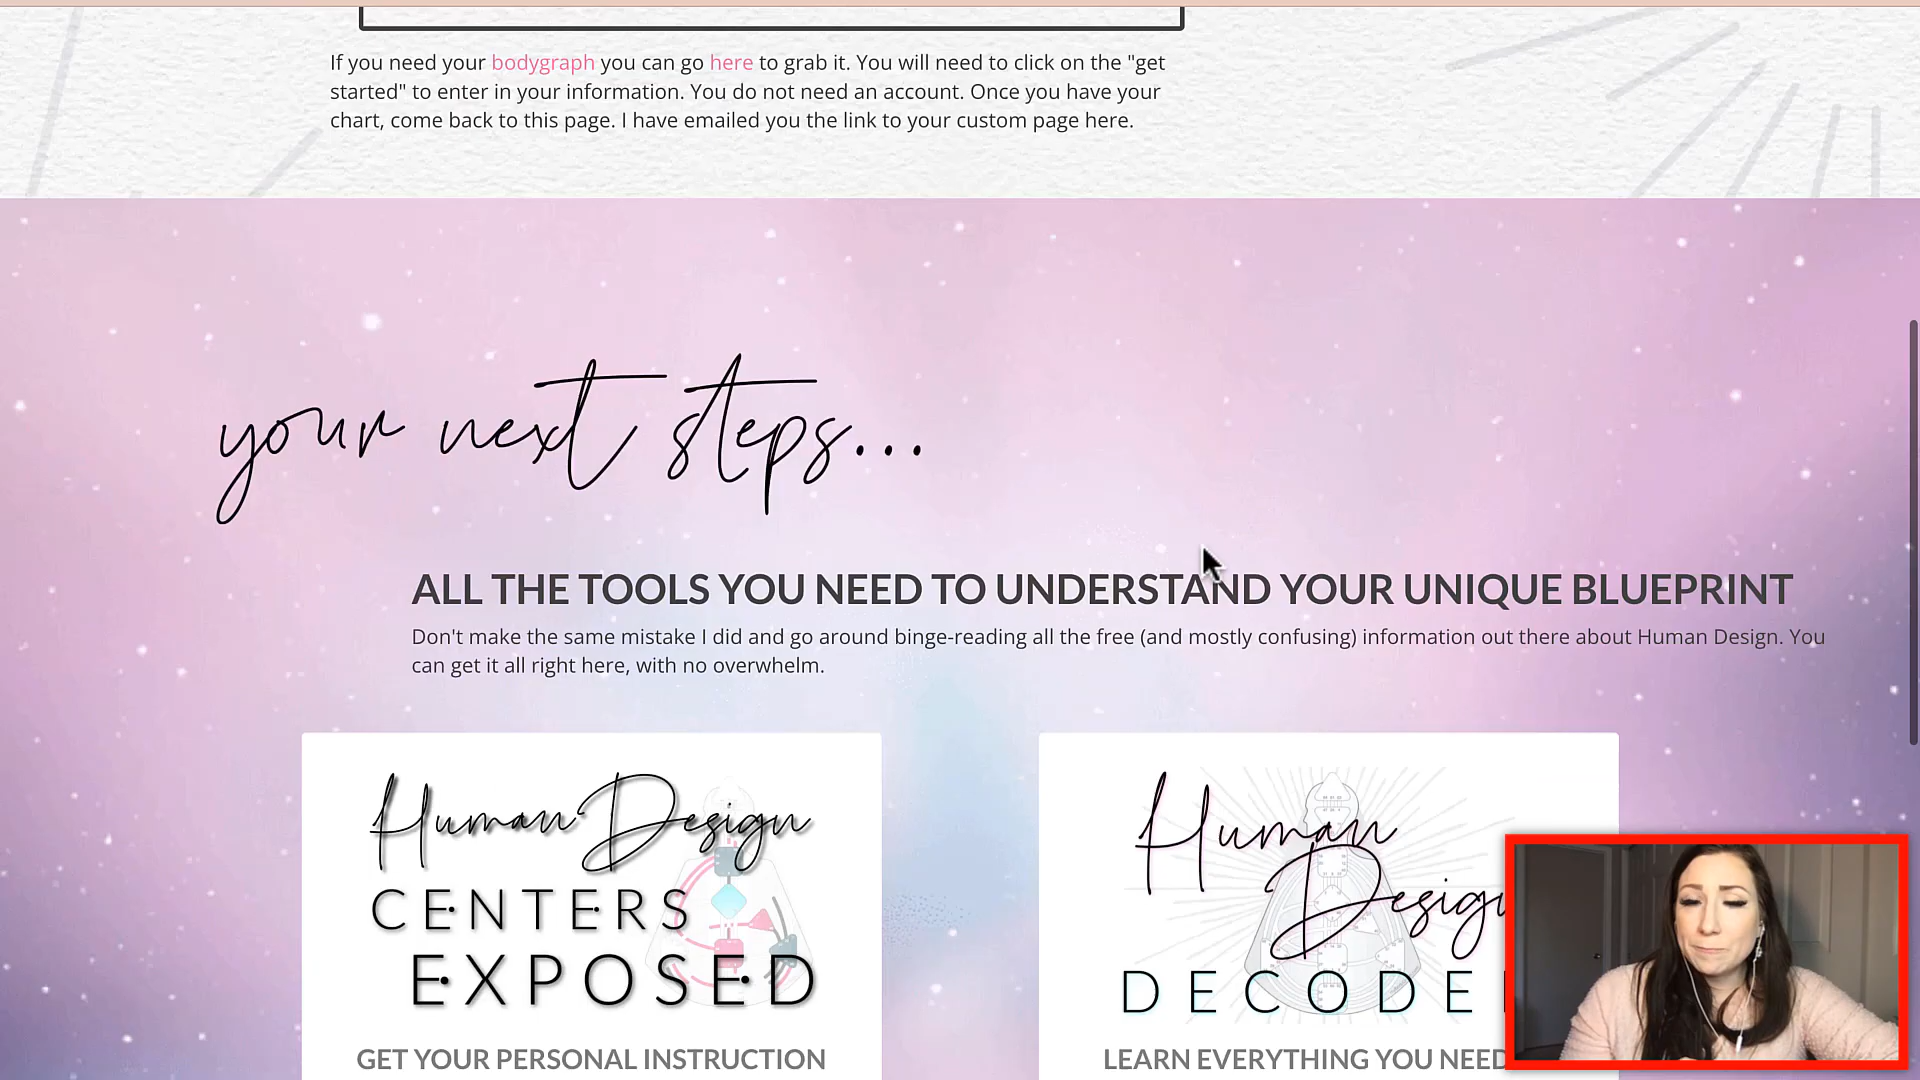 If you need your bodygraph you can go here to grab it. You will need to click on the "get
started" to enter in your information. You do not need an account. Once you have your
chart, come back to this page. I have emailed you the link to your custom page here.
your next steps...
ALL THE TOOLS YOU NEED TO UNDERSTAND YOUR UNIQUE BLUEPRINT
Don't make the same mistake I did and go around binge-reading all the free (and mostly confusing) information out there about Human Design. You
can get it all right here, with no overwhelm.
Human Design
CENTERS
EXPOSED
GET YOUR PERSONAL INSTRUCTION
Human
Design
DECODE
LEARN EVERYTHING YOU NEED